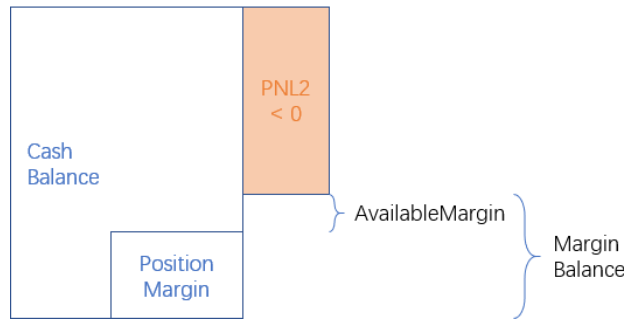 PNL2
< 0
Cash
Balance
AvailableMargin
Position
Margin
Margin
Balance